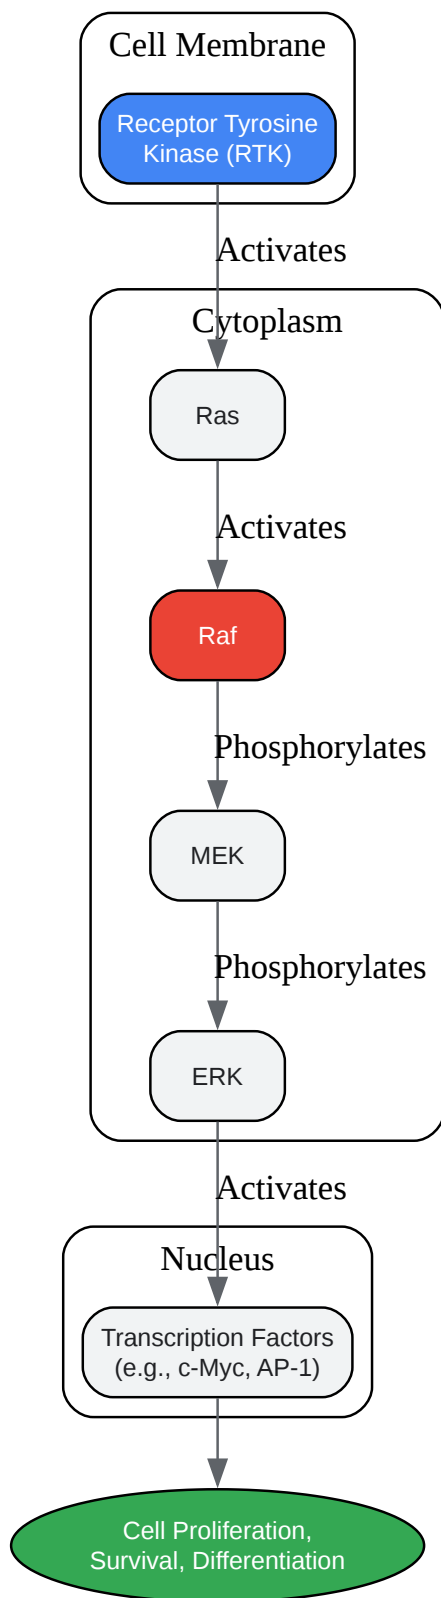 Cell Membrane
Receptor Tyrosine
Kinase (RTK)
Activates
Cytoplasm
Ras
Activates
Raf
Phosphorylates
MEK
Phosphorylates
ERK
Activates
Nucleus
Transcription Factors
(e.g., c-Myc, AP-1)
Cell Proliferation,
Survival, Differentiation